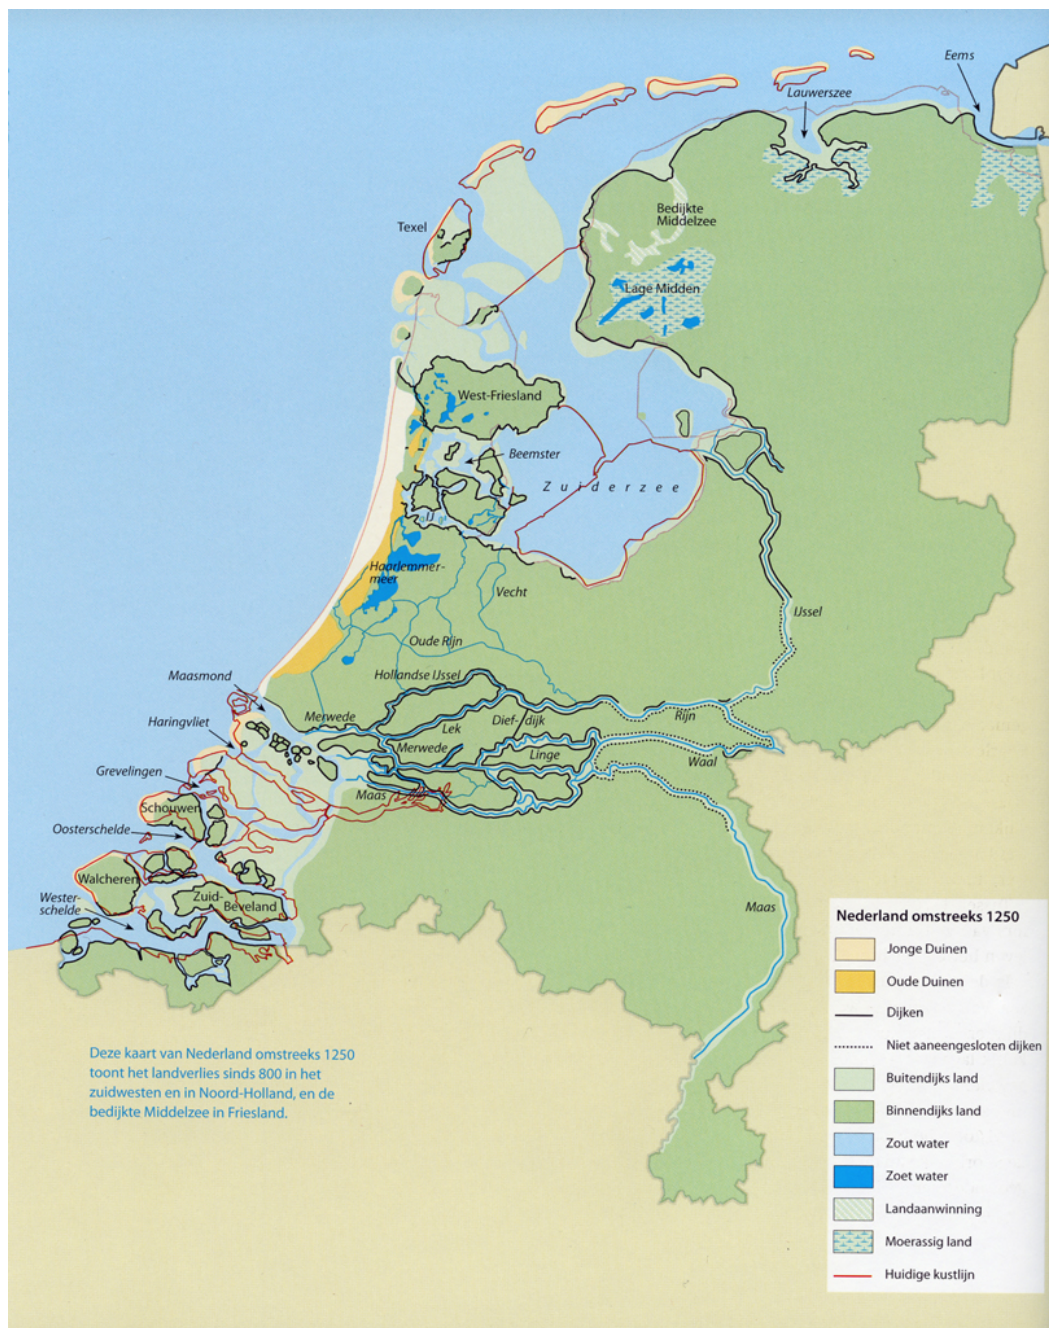 Eems
Lauwerszee
Bedijkte
Middelzee
Texel
Lage Midden
West-Friesland
Beemster
Zuiderzee
IJ
Haarlemmer-
meer
Vecht
IJssel
Oude Rijn
Maasmond
Hollandse IJssel
Haringvliet
Merwede
Lek
Dief-dijk
Rijn
Merwede
Linge
Waal
Grevelingen
Maas
Schouwen
Oosterschelde
Walcheren
Zuid-
Beveland
Wester-
schelde
Maas
Nederland omstreeks 1250
Jonge Duinen
Oude Duinen
Dijken
Niet aaneengesloten dijken
Buitendijks land
Binnendijks land
Zout water
Zoet water
Landaanwinning
Moerassig land
Huidige kustlijn
Deze kaart van Nederland omstreeks 1250
toont het landverlies sinds 800 in het
zuidwesten en in Noord-Holland, en de
bedijkte Middelzee in Friesland.